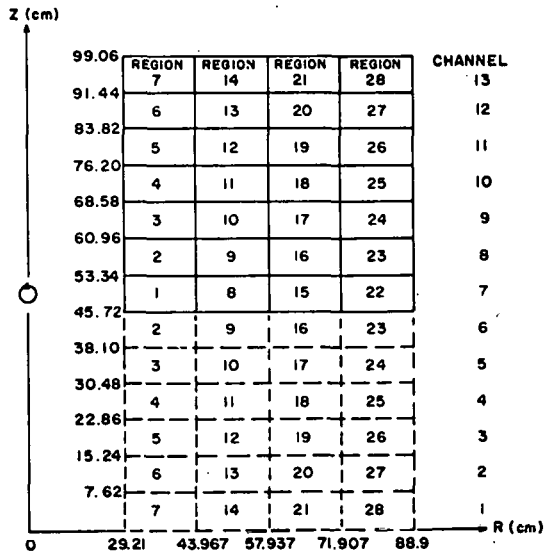 Z (cm)
99.06 REGION REGION REGION REGION CHANNEL
7 14 21 28 13
91.44
6 13 20 27 12
83.82
5 12 19 26 11
76.20
4 11 18 25 10
68.58
3 10 17 24 9
60.96
2 9 16 23 8
53.34
1 8 15 22 7
45.72
2 9 16 23 6
38.10
3 10 17 24 5
30.48
4 11 18 25 4
22.86
5 12 19 26 3
15.24
6 13 20 27 2
7.62
7 14 21 28 1
R (cm)
0 29.21 43.967 57.937 71.907 88.9